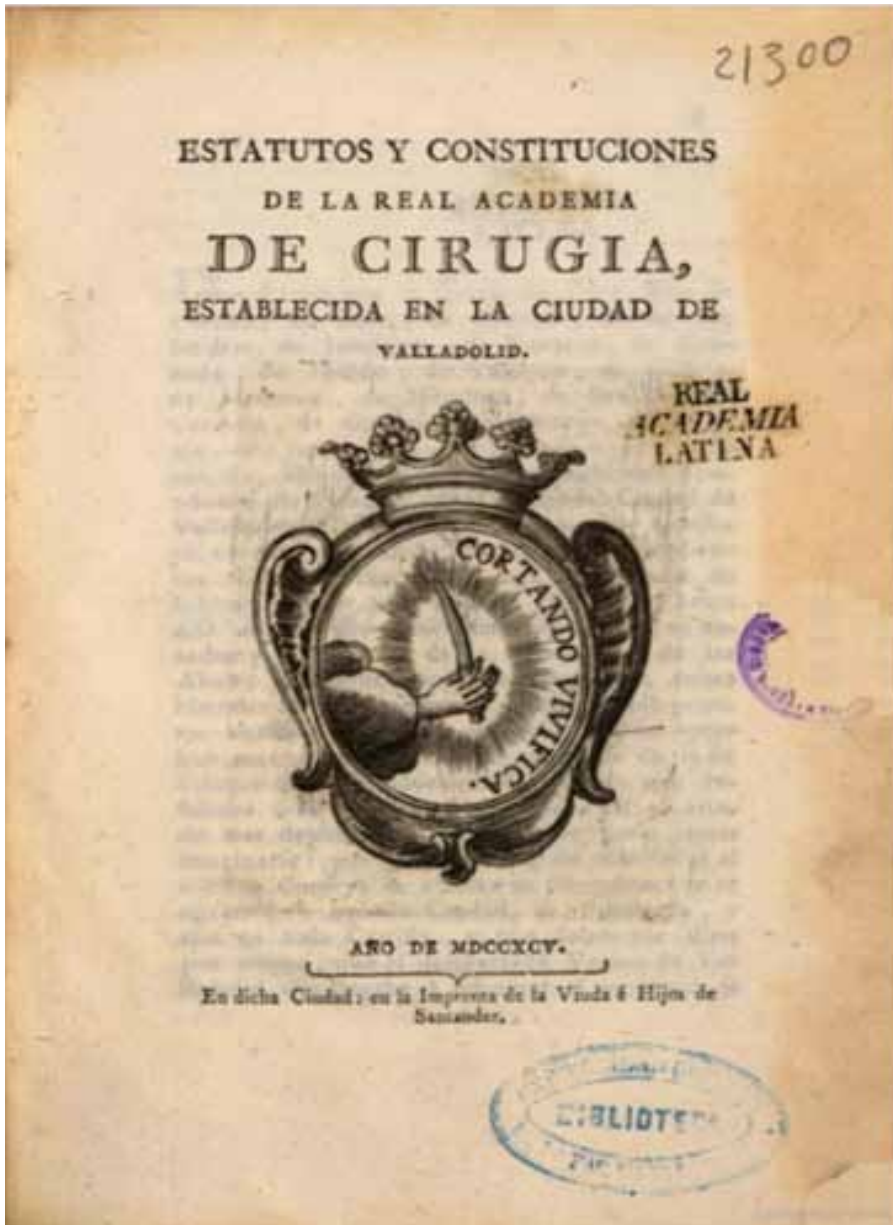 21300
ESTATUTOS Y CONSTITUCIONES
DE LA REAL ACADEMIA
DE CIRUGIA,
ESTABLECIDA EN LA CIUDAD DE
VALLADOLID.
REAL
ACADEMIA
LATINA
CORTANDO VIVIFICA.
AÑO DE MDCCXCV.
En dicha Ciudad: en la Imprenta de la Viuda é Hijos de
Santander.